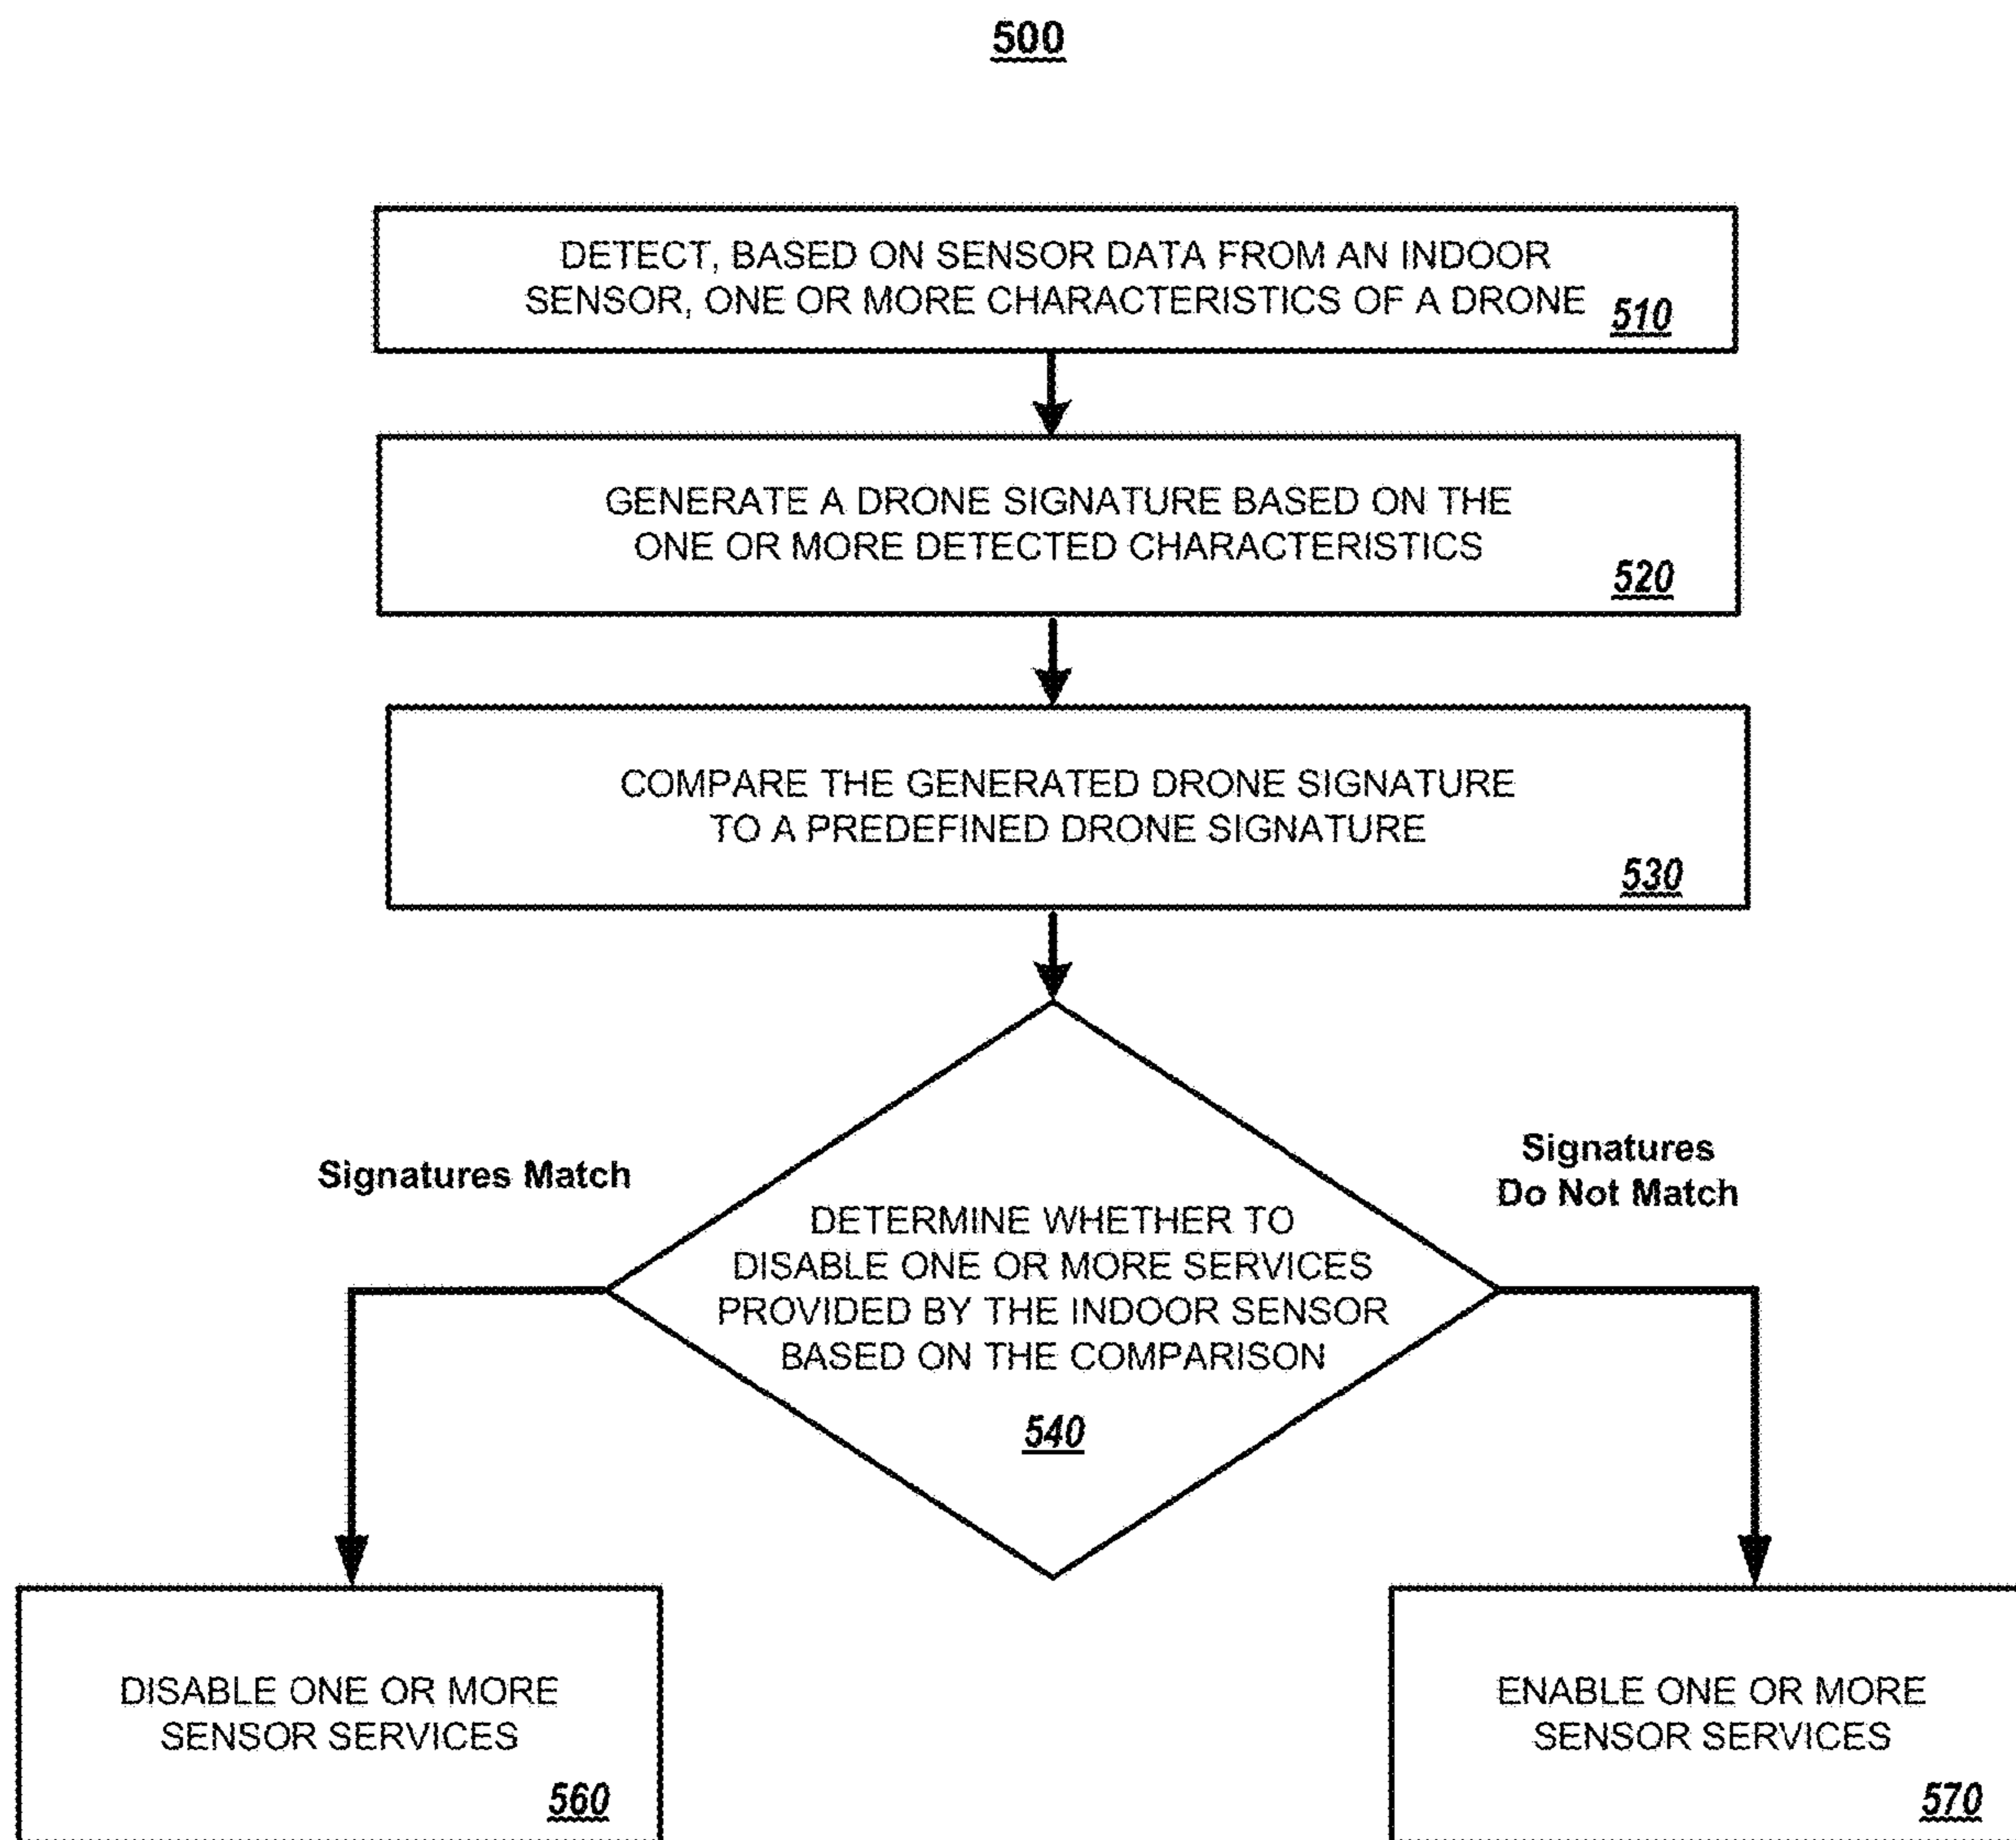 500
DETECT, BASED ON SENSOR DATA FROM AN INDOOR
SENSOR, ONE OR MORE CHARACTERISTICS OF A DRONE
510
GENERATE A DRONE SIGNATURE BASED ON THE
ONE OR MORE DETECTED CHARACTERISTICS
520
COMPARE THE GENERATED DRONE SIGNATURE
TO A PREDEFINED DRONE SIGNATURE
530
Signatures Match
Signatures
Do Not Match
DETERMINE WHETHER TO
DISABLE ONE OR MORE SERVICES
PROVIDED BY THE INDOOR SENSOR
BASED ON THE COMPARISON
540
DISABLE ONE OR MORE
SENSOR SERVICES
560
ENABLE ONE OR MORE
SENSOR SERVICES
570